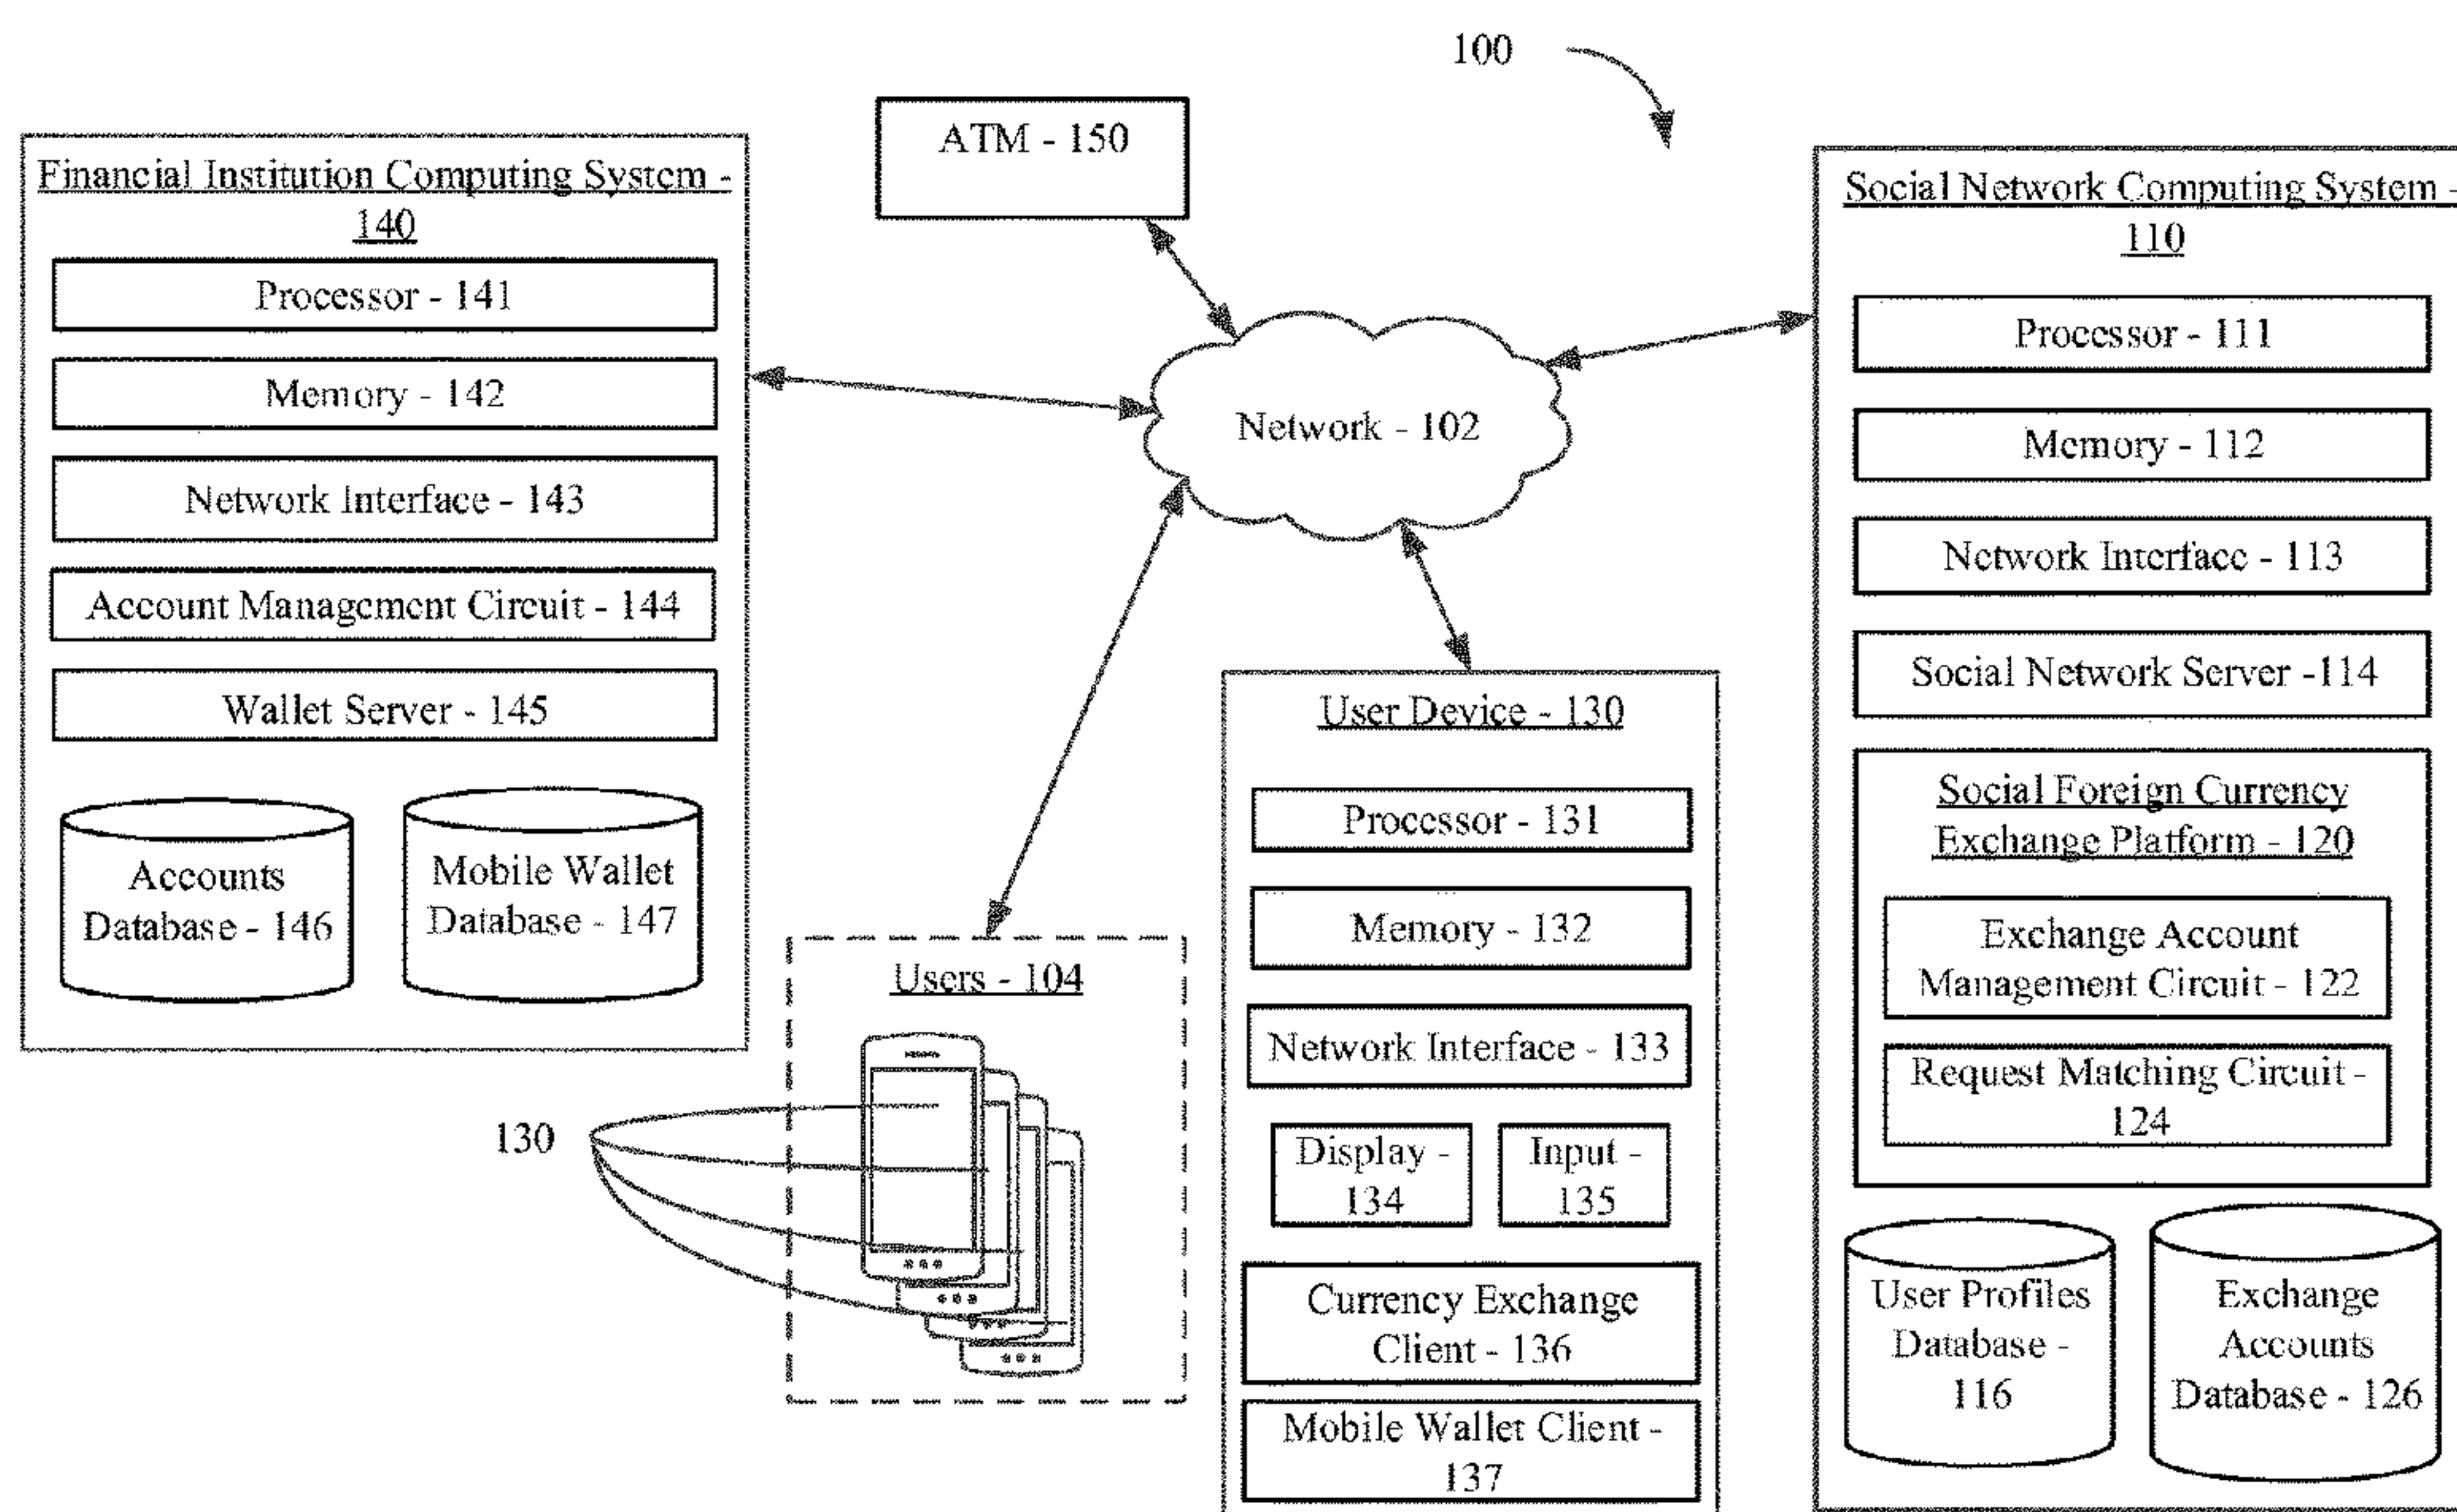 100
ATM - 150
Financial Institution Computing System -
140
Processor - 141
Memory - 142
Network Interface - 143
Account Management Circuit - 144
Wallet Server - 145
Accounts
Database - 146
Mobile Wallet
Database - 147
Network - 102
Users - 104
130
User Device - 130
Processor - 131
Memory - 132
Network Interface - 133
Display -
134
Input -
135
Currency Exchange
Client - 136
Mobile Wallet Client -
137
Social Network Computing System -
110
Processor - 111
Memory - 112
Network Interface - 113
Social Network Server -114
Social Foreign Currency
Exchange Platform - 120
Exchange Account
Management Circuit - 122
Request Matching Circuit -
124
User Profiles
Database -
116
Exchange
Accounts
Database - 126